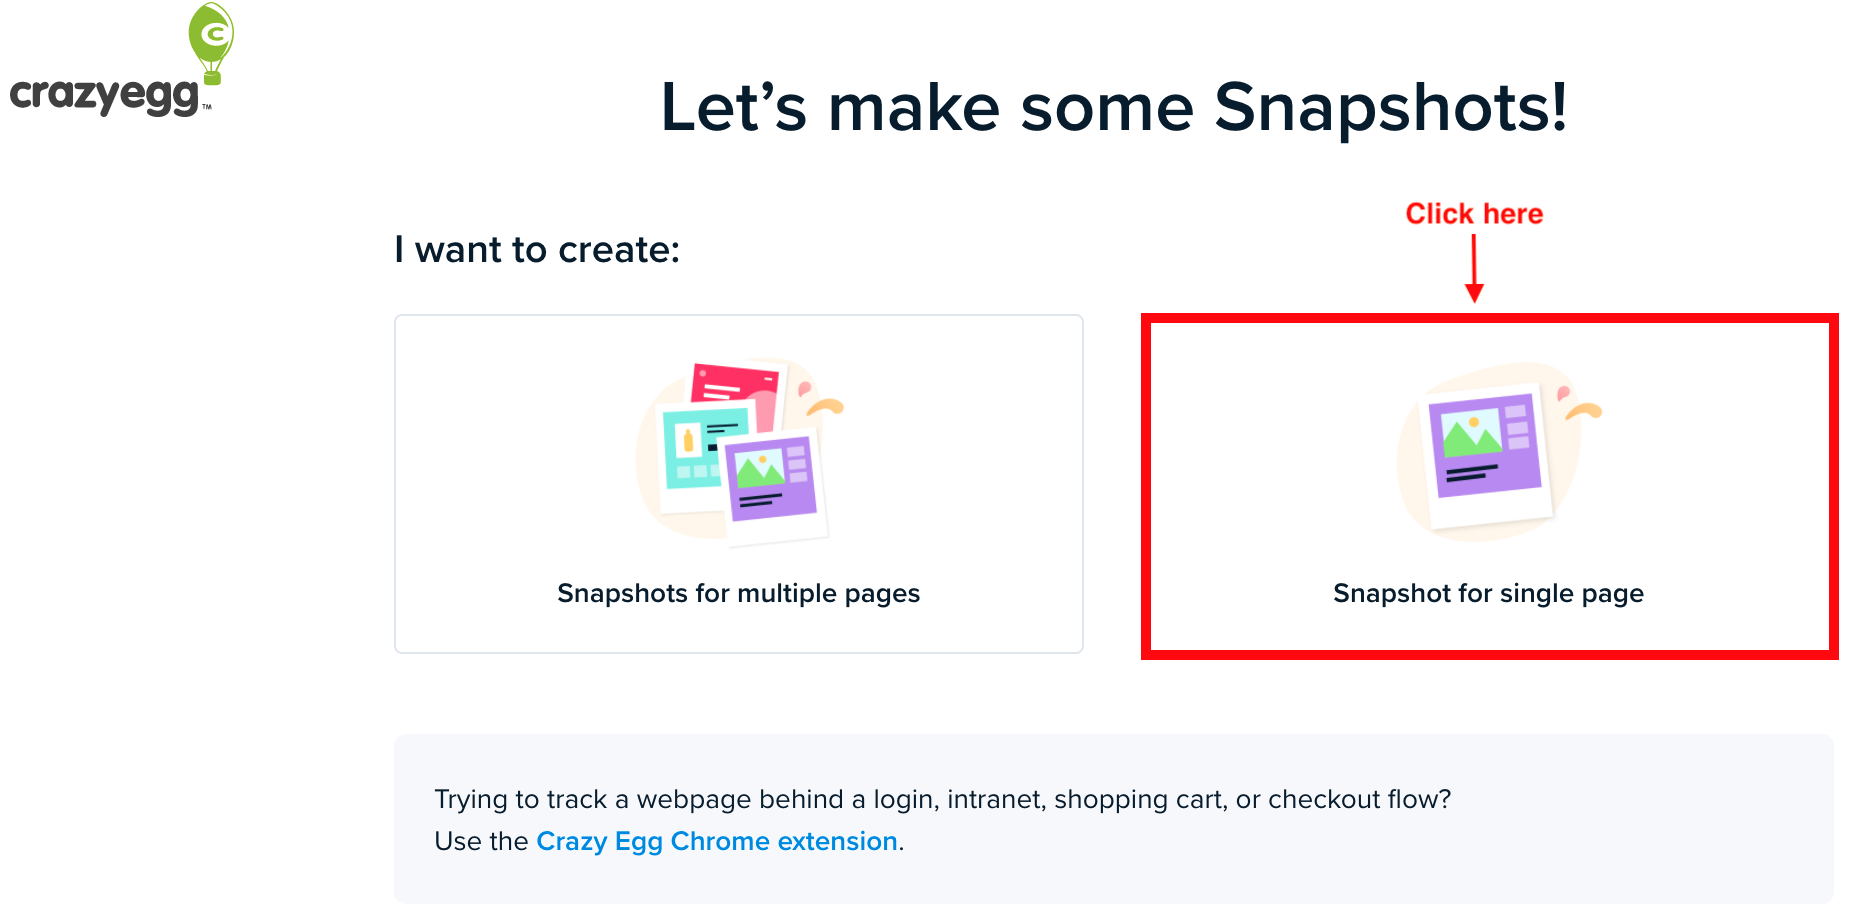 crazyegg™
Let’s make some Snapshots!
Click here
I want to create:
Snapshots for multiple pages
Snapshot for single page
Trying to track a webpage behind a login, intranet, shopping cart, or checkout flow?
Use the Crazy Egg Chrome extension.